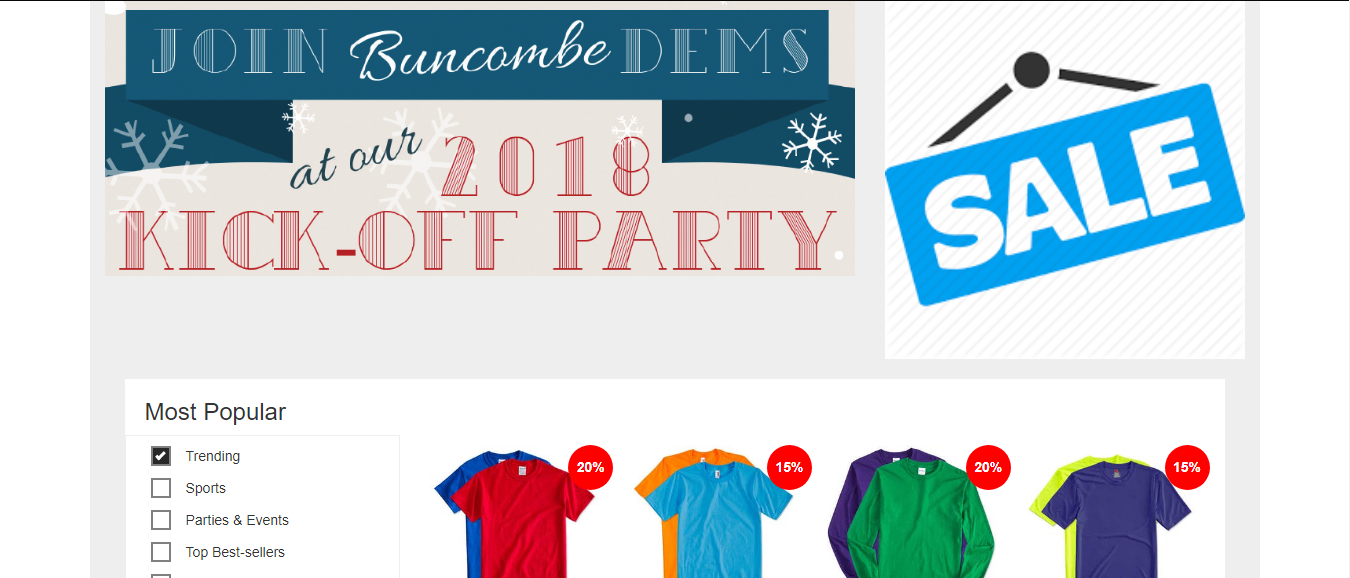 JOIN Buncombe DEMS
at our 2018
KICK-OFF PARTY
SALE
Most Popular
Trending
Sports
Parties & Events
Top Best-sellers
20%
15%
20%
15%